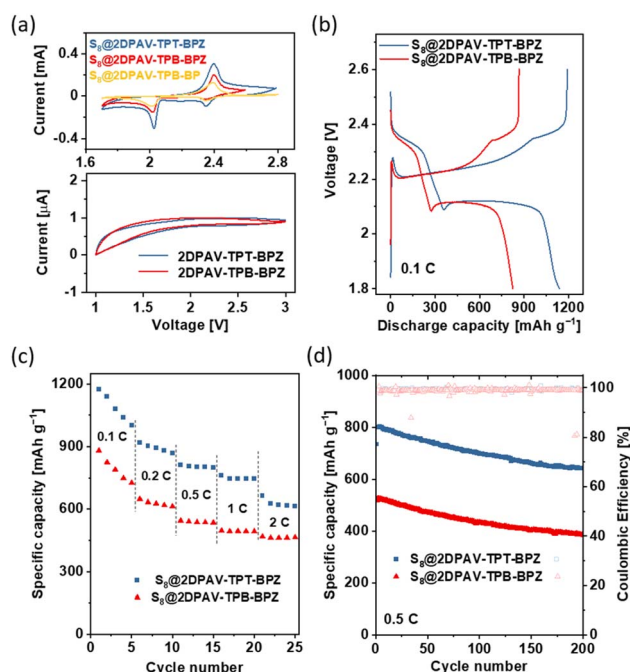 (a)
S₈@2DPAV-TPT-BPZ
S₈@2DPAV-TPB-BPZ
S₈@2DPAV-TPB-BP
Current [mA]
0.4
0
-0.4
1.6
2.0
2.4
2.8
Current [μA]
1
0
-1
2DPAV-TPT-BPZ
2DPAV-TPB-BPZ
1.0
1.5
2.0
2.5
3.0
Voltage [V]
(b)
S₈@2DPAV-TPT-BPZ
S₈@2DPAV-TPB-BPZ
Voltage [V]
2.6
2.4
2.2
2.0
1.8
0.1 C
0
300
600
900
1200
Discharge capacity [mAh g⁻¹]
(c)
Specific capacity [mAh g⁻¹]
1200
900
600
300
0
0.1 C
0.2 C
0.5 C
1 C
2 C
S₈@2DPAV-TPT-BPZ
S₈@2DPAV-TPB-BPZ
0
5
10
15
20
25
Cycle number
(d)
Specific capacity [mAh g⁻¹]
1000
800
600
400
200
0
S₈@2DPAV-TPT-BPZ
S₈@2DPAV-TPB-BPZ
0.5 C
0
50
100
150
200
Cycle number
100
80
60
40
20
0
Coulombic Efficiency [%]